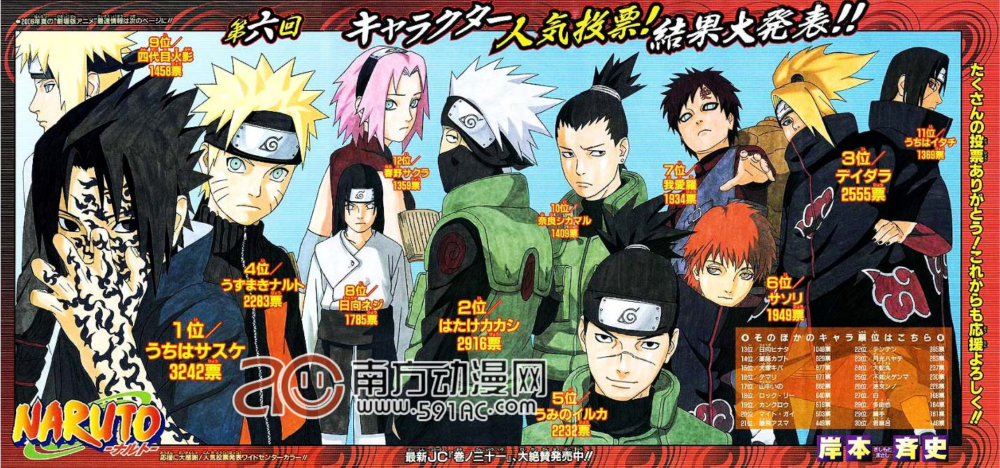 2006年夏の“劇場版アニメ”最速情報は次のページに!!
第六回 キャラクター人気投票! 結果大発表!!
9位/
四代目火影
1458票
12位/
春野サクラ
1359票
10位/
奈良シカマル
1409票
7位/
我愛羅
1934票
3位/
デイダラ
2555票
11位/
うちはイタチ
1369票
4位/
うずまきナルト
2283票
8位/
日向ネジ
1785票
2位/
はたけカカシ
2916票
6位/
サソリ
1949票
1位/
うちはサスケ
3242票
5位/
うみのイルカ
2232票
たくさんの投票ありがとう!これからも応援よろしく!!
そのほかのキャラ順位はこちら
13位 日向ヒナタ 1048票
14位 薬師カブト 829票
15位 犬塚キバ 677票
16位 テマリ 671票
17位 山中いの 662票
18位 ロック・リー 640票
19位 カンクロウ 519票
20位 マイト・ガイ 503票
21位 猿飛アスマ 449票
22位 テンテン 395票
23位 月光ハヤテ 263票
24位 大蛇丸 237票
25位 不知火ゲンマ 230票
26位 油女シノ
27位 白 168票
28位 多由也 164票
29位 綱手 161票
30位 君麻呂 148票
南方动漫网
www.591AC.com
NARUTO
-ナルト-
応援に大感謝!人気投票発表ワイドセンターカラー!!
最新JC『巻ノ三十一』、大絶賛発売中!!
岸本斉史
きしもと まさし